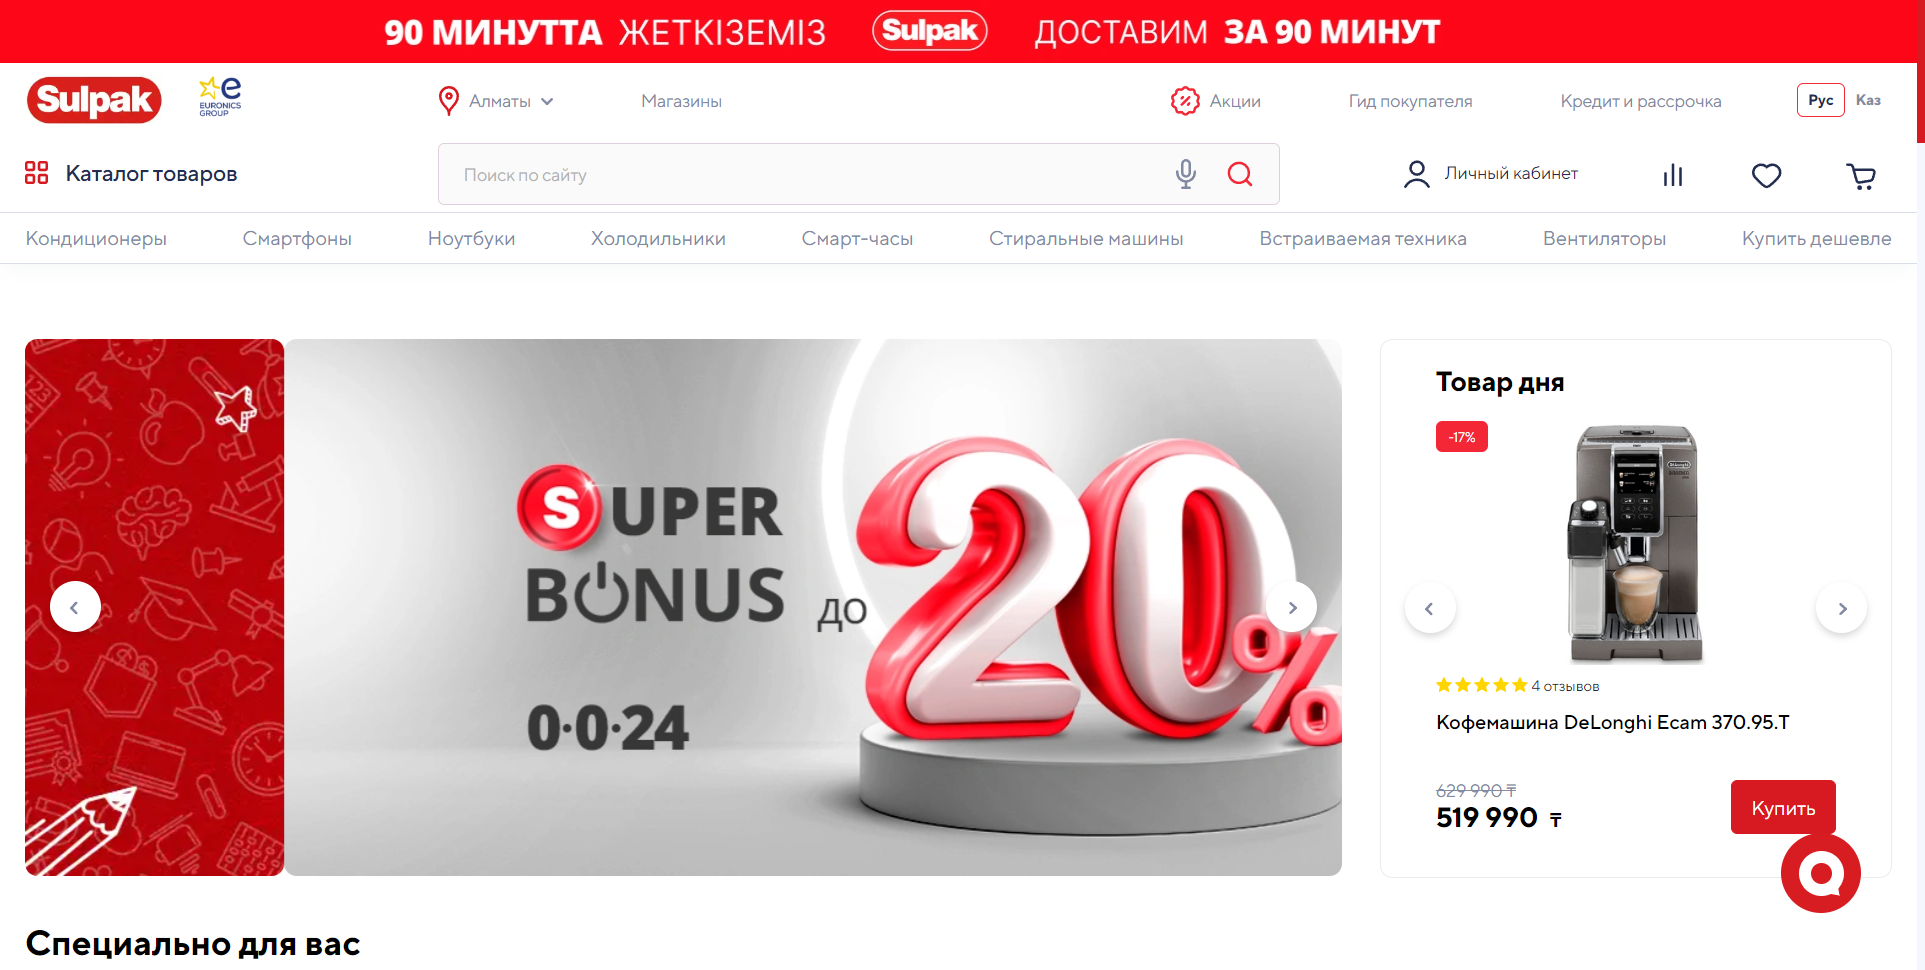 90 МИНУТТА ЖЕТКІЗЕМІЗ Sulpak ДОСТАВИМ ЗА 90 МИНУТ
Sulpak
e
EURONICS
GROUP
Алматы
Магазины
Акции
Гид покупателя
Кредит и рассрочка
Рус
Каз
Каталог товаров
Поиск по сайту
Личный кабинет
Кондиционеры
Смартфоны
Ноутбуки
Холодильники
Смарт-часы
Стиральные машины
Встраиваемая техника
Вентиляторы
Купить дешевле
SUPER
BONUS до
20%
0·0·24
Товар дня
-17%
DeLonghi
4 отзывов
Кофемашина DeLonghi Ecam 370.95.T
629 990 ₸
519 990 ₸
Купить
Специально для вас